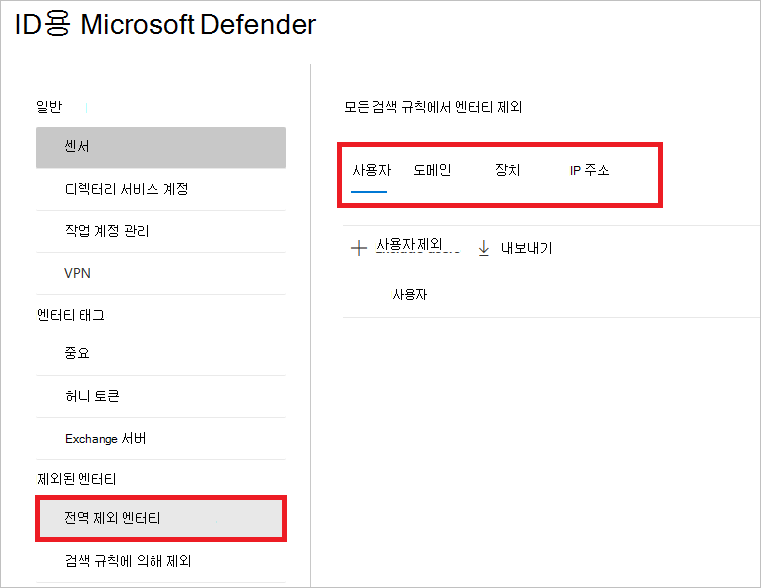 ID용 Microsoft Defender
일반
센서
디렉터리 서비스 계정
작업 계정 관리
VPN
엔터티 태그
중요
허니 토큰
Exchange 서버
제외된 엔터티
전역 제외 엔터티
검색 규칙에 의해 제외
모든 검색 규칙에서 엔터티 제외
사용자 도메인 장치 IP 주소
사용자 제외 내보내기
사용자